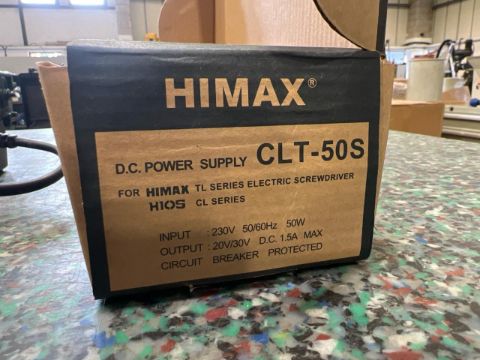 HIMAX®
D.C. POWER SUPPLY CLT-50S
FOR HIMAX TL SERIES ELECTRIC SCREWDRIVER
HIOS CL SERIES
INPUT : 230V 50/60Hz 50W
OUTPUT : 20V/30V D.C. 1.5A MAX
CIRCUIT BREAKER PROTECTED